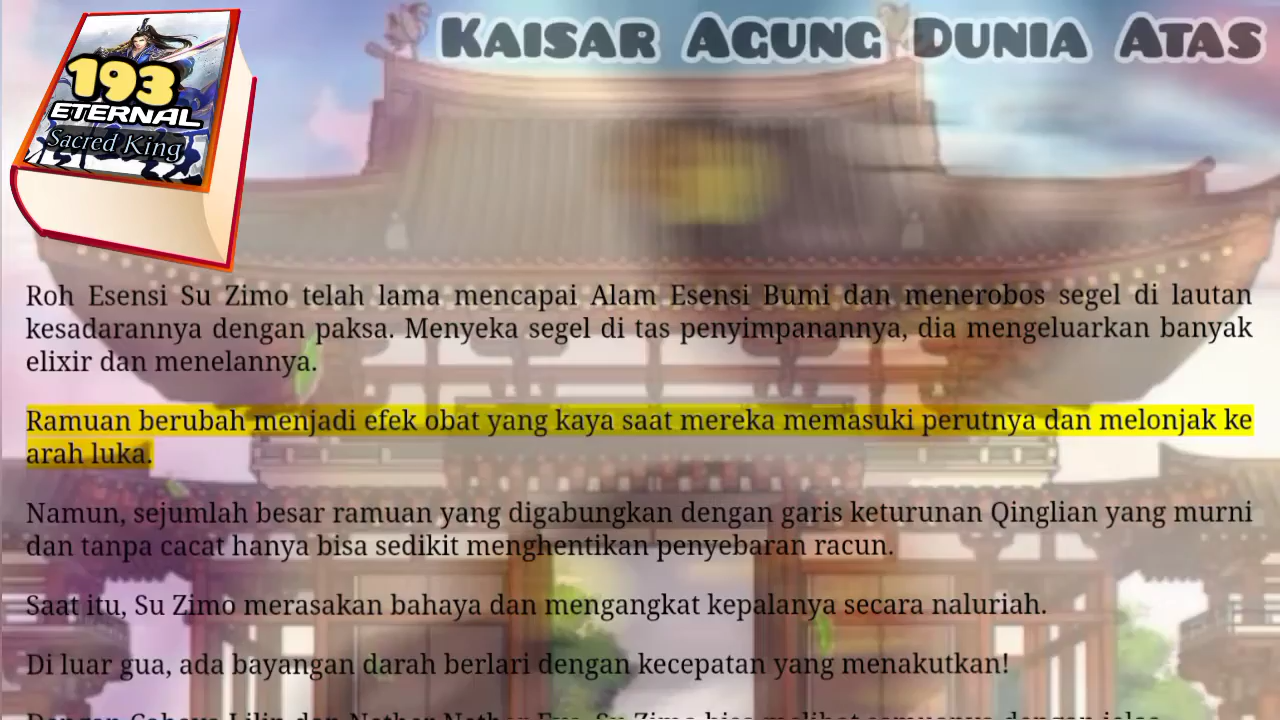 KAISAR AGUNG DUNIA ATAS
193
ETERNAL
Sacred King
Roh Esensi Su Zimo telah lama mencapai Alam Esensi Bumi dan menerobos segel di lautan
kesadarannya dengan paksa. Menyeka segel di tas penyimpanannya, dia mengeluarkan banyak
elixir dan menelannya.
Ramuan berubah menjadi efek obat yang kaya saat mereka memasuki perutnya dan melonjak ke
arah luka.
Namun, sejumlah besar ramuan yang digabungkan dengan garis keturunan Qinglian yang murni
dan tanpa cacat hanya bisa sedikit menghentikan penyebaran racun.
Saat itu, Su Zimo merasakan bahaya dan mengangkat kepalanya secara naluriah.
Di luar gua, ada bayangan darah berlari dengan kecepatan yang menakutkan!